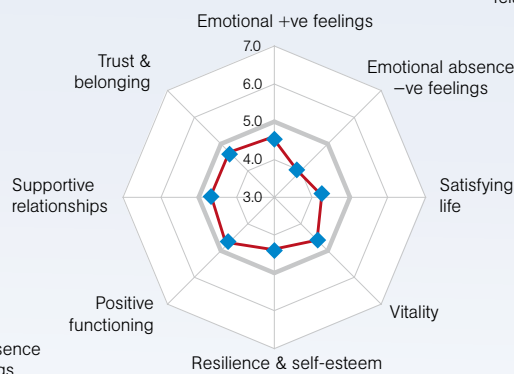 Emotional +ve feelings
7.0
Trust &
belonging
6.0
Emotional absence
–ve feelings
5.0
4.0
Supportive
relationships
3.0
Satisfying
life
Positive
functioning
Vitality
Resilience & self-esteem